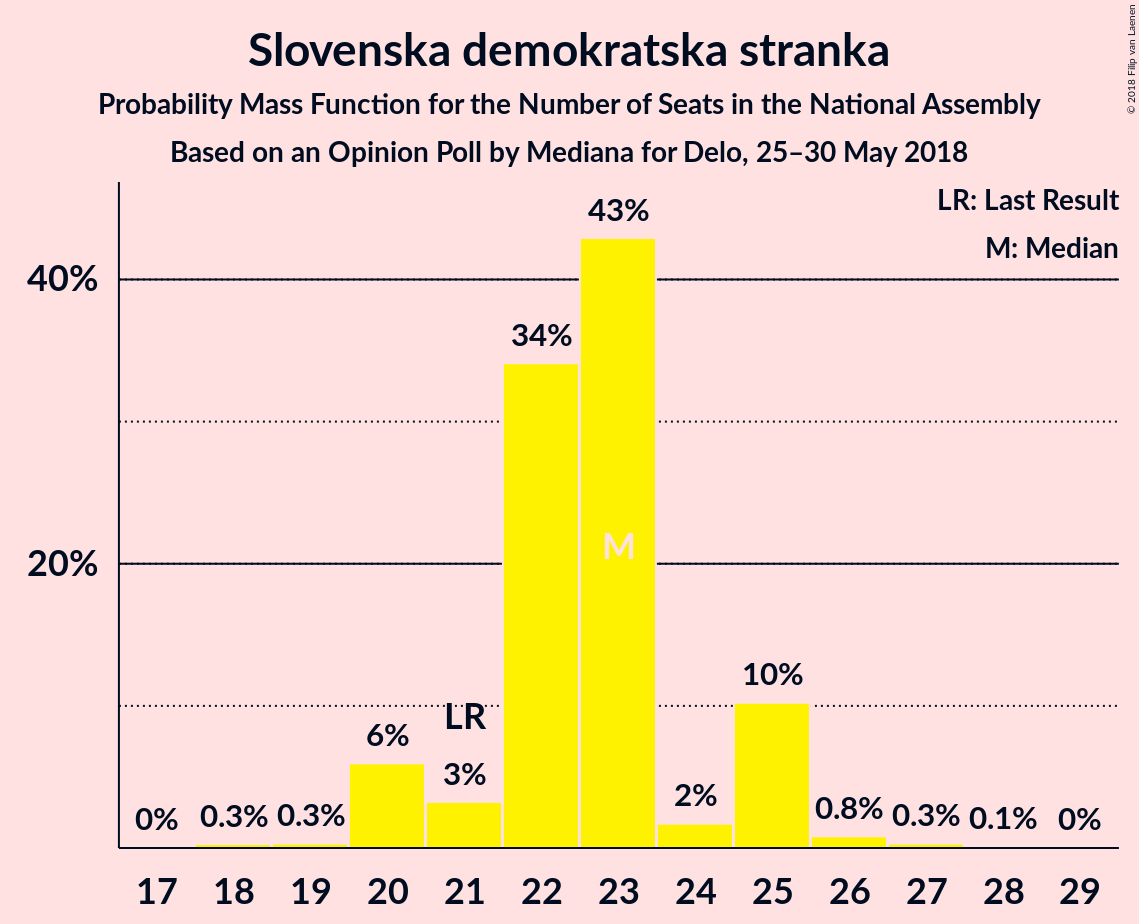 Slovenska demokratska stranka
Probability Mass Function for the Number of Seats in the National Assembly
Based on an Opinion Poll by Mediana for Delo, 25–30 May 2018
© 2018 Filip van Laenen
LR: Last Result
M: Median
40%
20%
0%
0.3%
0.3%
6%
3%
LR
34%
43%
M
2%
10%
0.8%
0.3%
0.1%
0%
17 18 19 20 21 22 23 24 25 26 27 28 29